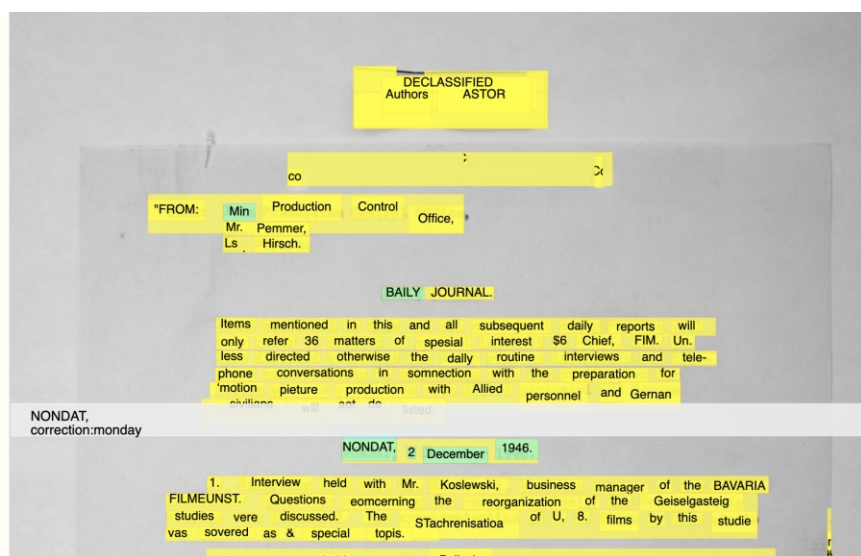 DECLASSIFIED
Authors ASTOR
co
"FROM: Min Production Control Office,
Mr. Pemmer,
Ls Hirsch.
BAILY JOURNAL.
Items mentioned in this and all subsequent daily reports will
only refer 36 matters of spesial interest $6 Chief, FIM. Un.
less directed otherwise the dally routine interviews and tele-
phone conversations in somnection with the preparation for
'motion pieture production with Allied personnel and Gernan
civilians will aot do listed.
NONDAT,
correction:monday
NONDAT, 2 December 1946.
1. Interview held with Mr. Koslewski, business manager of the BAVARIA
FILMEUNST. Questions eomcerning the reorganization of the Geiselgasteig
studies vere discussed. The STachrenisatioa of U, 8. films by this studie
vas sovered as & special topis.